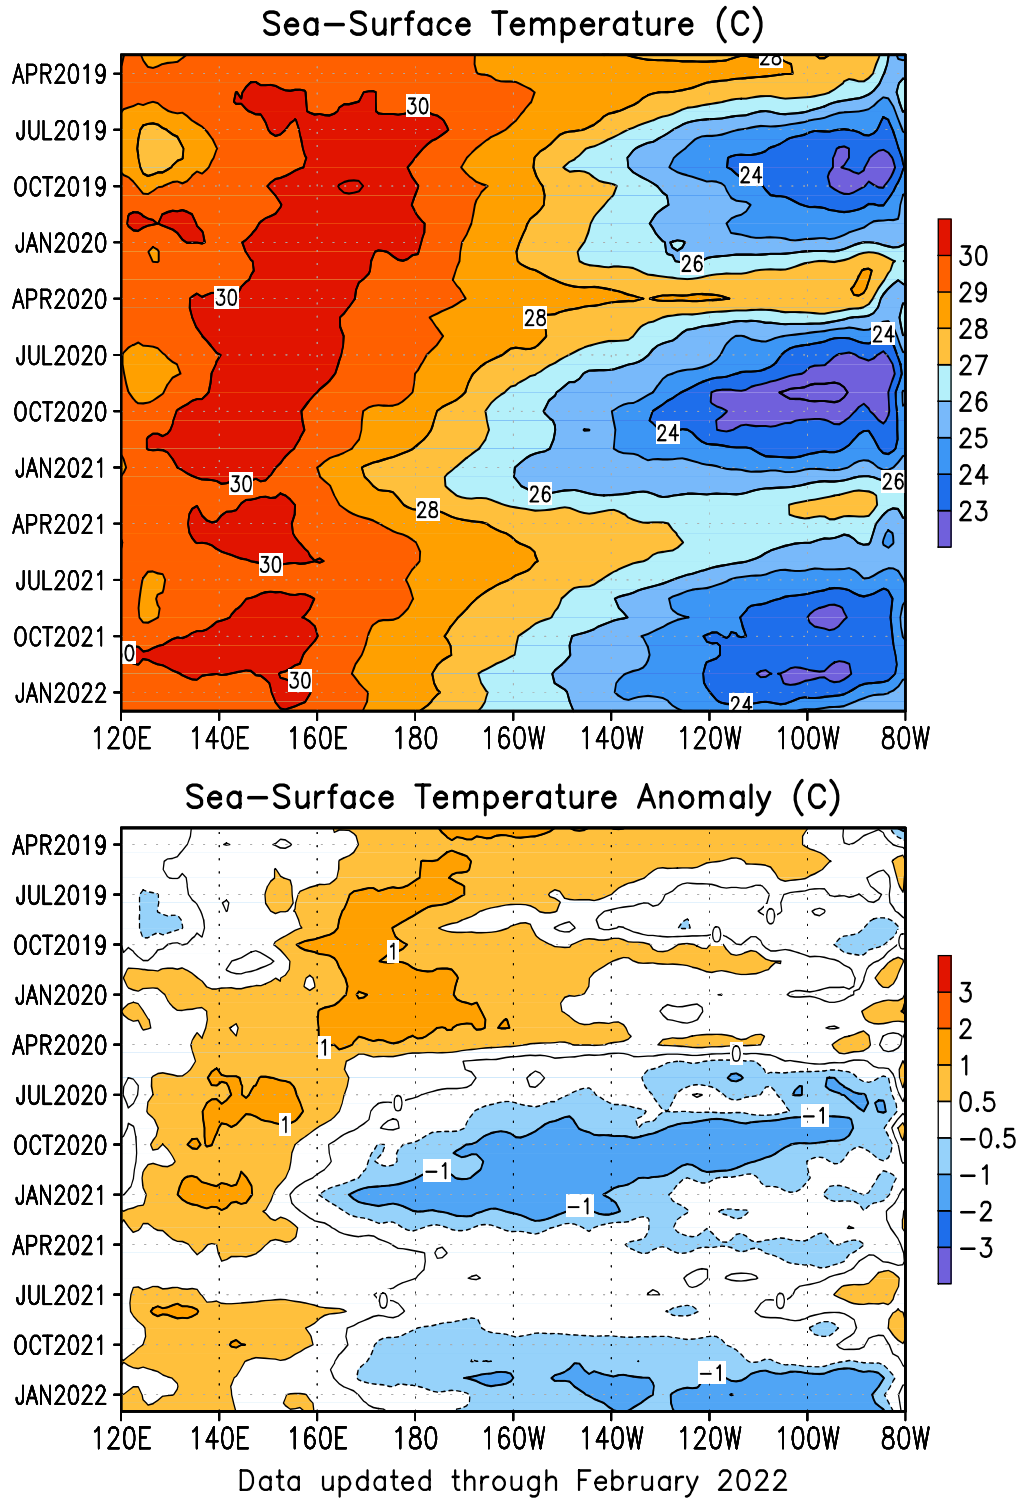 Sea-Surface Temperature (C)
APR2019
JUL2019
OCT2019
JAN2020
APR2020
JUL2020
OCT2020
JAN2021
APR2021
JUL2021
OCT2021
JAN2022
28
30
24
26
30
28
24
24
30
26
26
28
30
0
30
24
120E 140E 160E 180 160W 140W 120W 100W 80W
30
29
28
27
26
25
24
23
Sea-Surface Temperature Anomaly (C)
APR2019
JUL2019
OCT2019
JAN2020
APR2020
JUL2020
OCT2020
JAN2021
APR2021
JUL2021
OCT2021
JAN2022
0
0
1
1
0
0
1
-1
-1
-1
0
0
-1
120E 140E 160E 180 160W 140W 120W 100W 80W
3
2
1
0.5
-0.5
-1
-2
-3
Data updated through February 2022